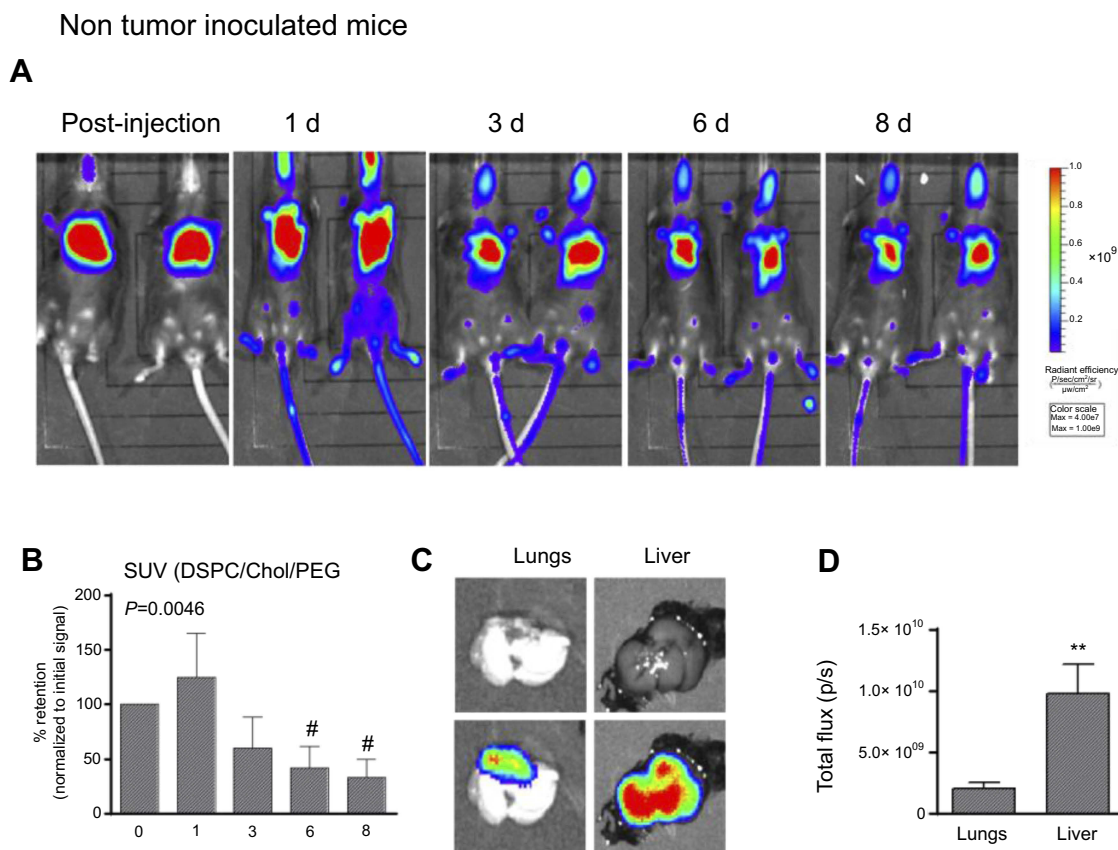 Non tumor inoculated mice
A
Post-injection 1 d 3 d 6 d 8 d
1.0
0.8
0.6
×10⁹
0.4
0.2
Radiant efficiency
(P/sec/cm²/sr
µw/cm²)
Color scale
Max = 4.00e7
Max = 1.00e9
B
SUV (DSPC/Chol/PEG
P=0.0046
% retention
(normalized to initial signal)
200
150
100
50
0
# #
0 1 3 6 8
C
Lungs Liver
D
Total flux (p/s)
1.5× 10¹⁰
1.0× 10¹⁰
5.0× 10⁰⁹
0
**
Lungs Liver